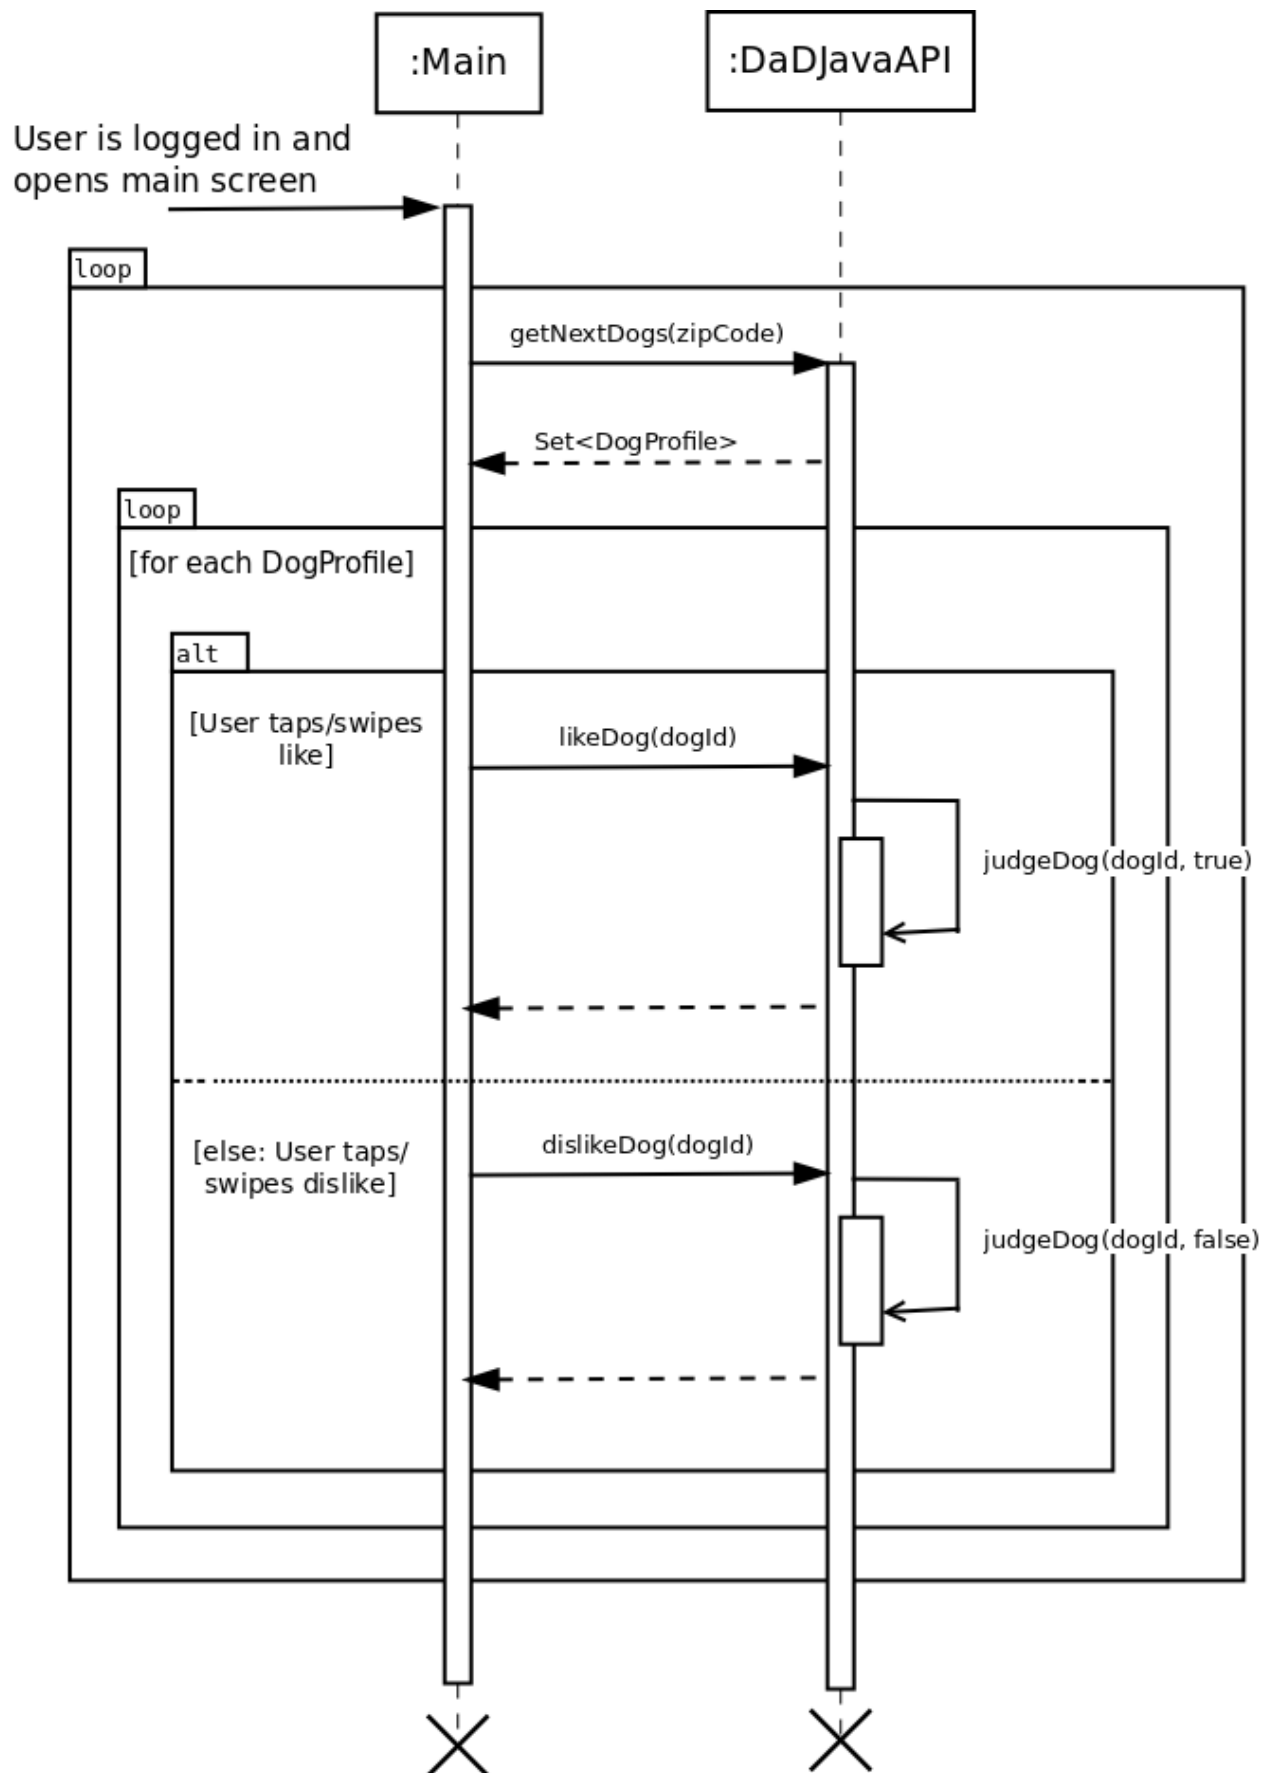 :Main
:DaDJavaAPI
User is logged in and
opens main screen
loop
getNextDogs(zipCode)
Set<DogProfile>
loop
[for each DogProfile]
alt
[User taps/swipes
like]
likeDog(dogId)
judgeDog(dogId, true)
[else: User taps/
swipes dislike]
dislikeDog(dogId)
judgeDog(dogId, false)